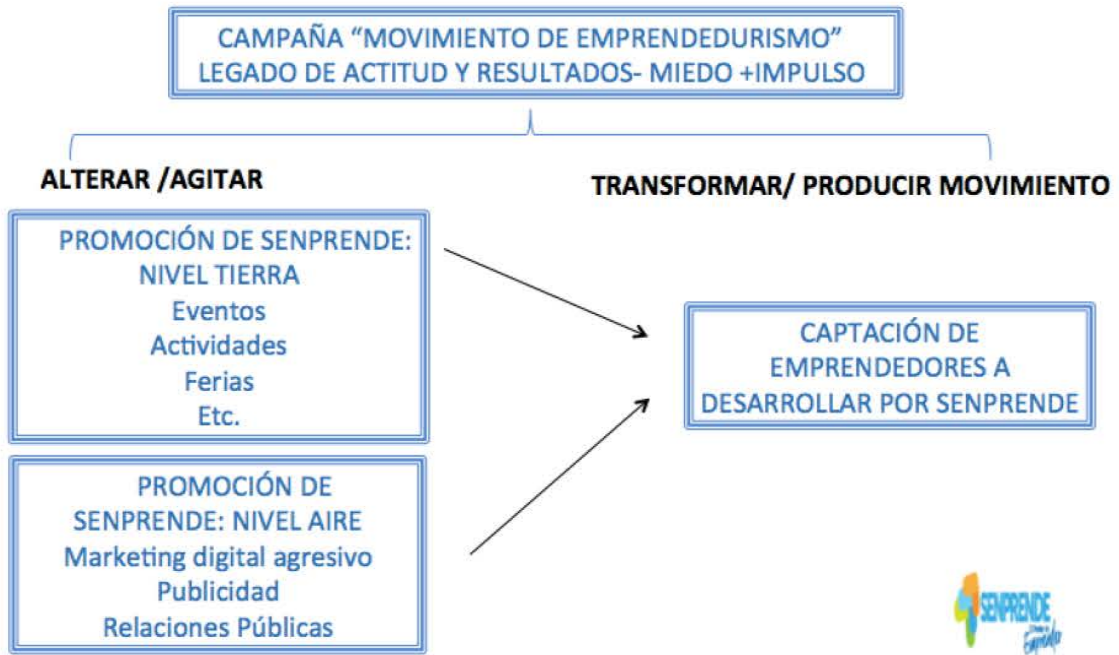 CAMPAÑA “MOVIMIENTO DE EMPRENDEDURISMO”
LEGADO DE ACTITUD Y RESULTADOS- MIEDO +IMPULSO
ALTERAR /AGITAR
TRANSFORMAR/ PRODUCIR MOVIMIENTO
PROMOCIÓN DE SENPRENDE:
NIVEL TIERRA
Eventos
Actividades
Ferias
Etc.
PROMOCIÓN DE
SENPRENDE: NIVEL AIRE
Marketing digital agresivo
Publicidad
Relaciones Públicas
CAPTACIÓN DE
EMPRENDEDORES A
DESARROLLAR POR SENPRENDE
SENPRENDE